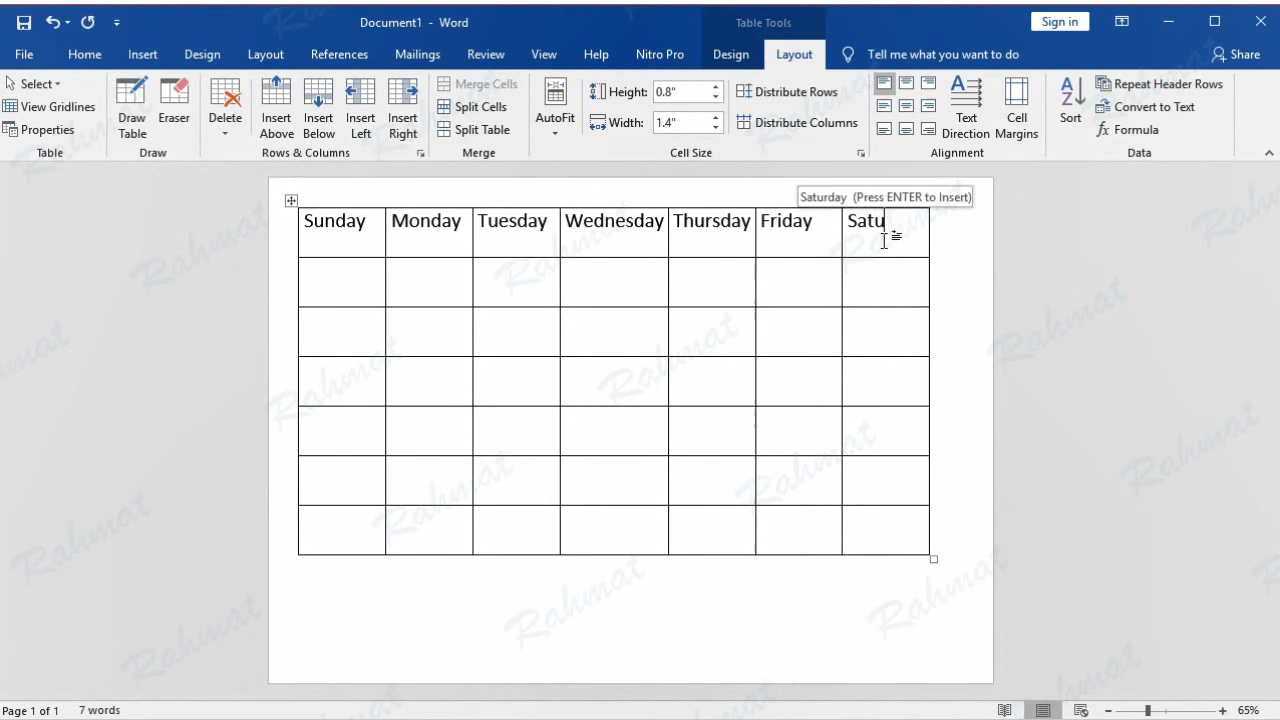 Document1 - Word
Table Tools
Sign in
File Home Insert Design Layout References Mailings Review View Help Nitro Pro Design Layout Tell me what you want to do Share
Select
View Gridlines
Properties
Table
Draw Table
Eraser
Draw
Delete
Insert Above
Insert Below
Insert Left
Insert Right
Rows & Columns
Merge Cells
Split Cells
Split Table
Merge
AutoFit
Height: 0.8"
Width: 1.4"
Distribute Rows
Distribute Columns
Cell Size
Text Direction
Cell Margins
Alignment
Sort
Repeat Header Rows
Convert to Text
fx Formula
Data
Saturday (Press ENTER to Insert)
Sunday Monday Tuesday Wednesday Thursday Friday Satu
Rahmat
Page 1 of 1 7 words
65%